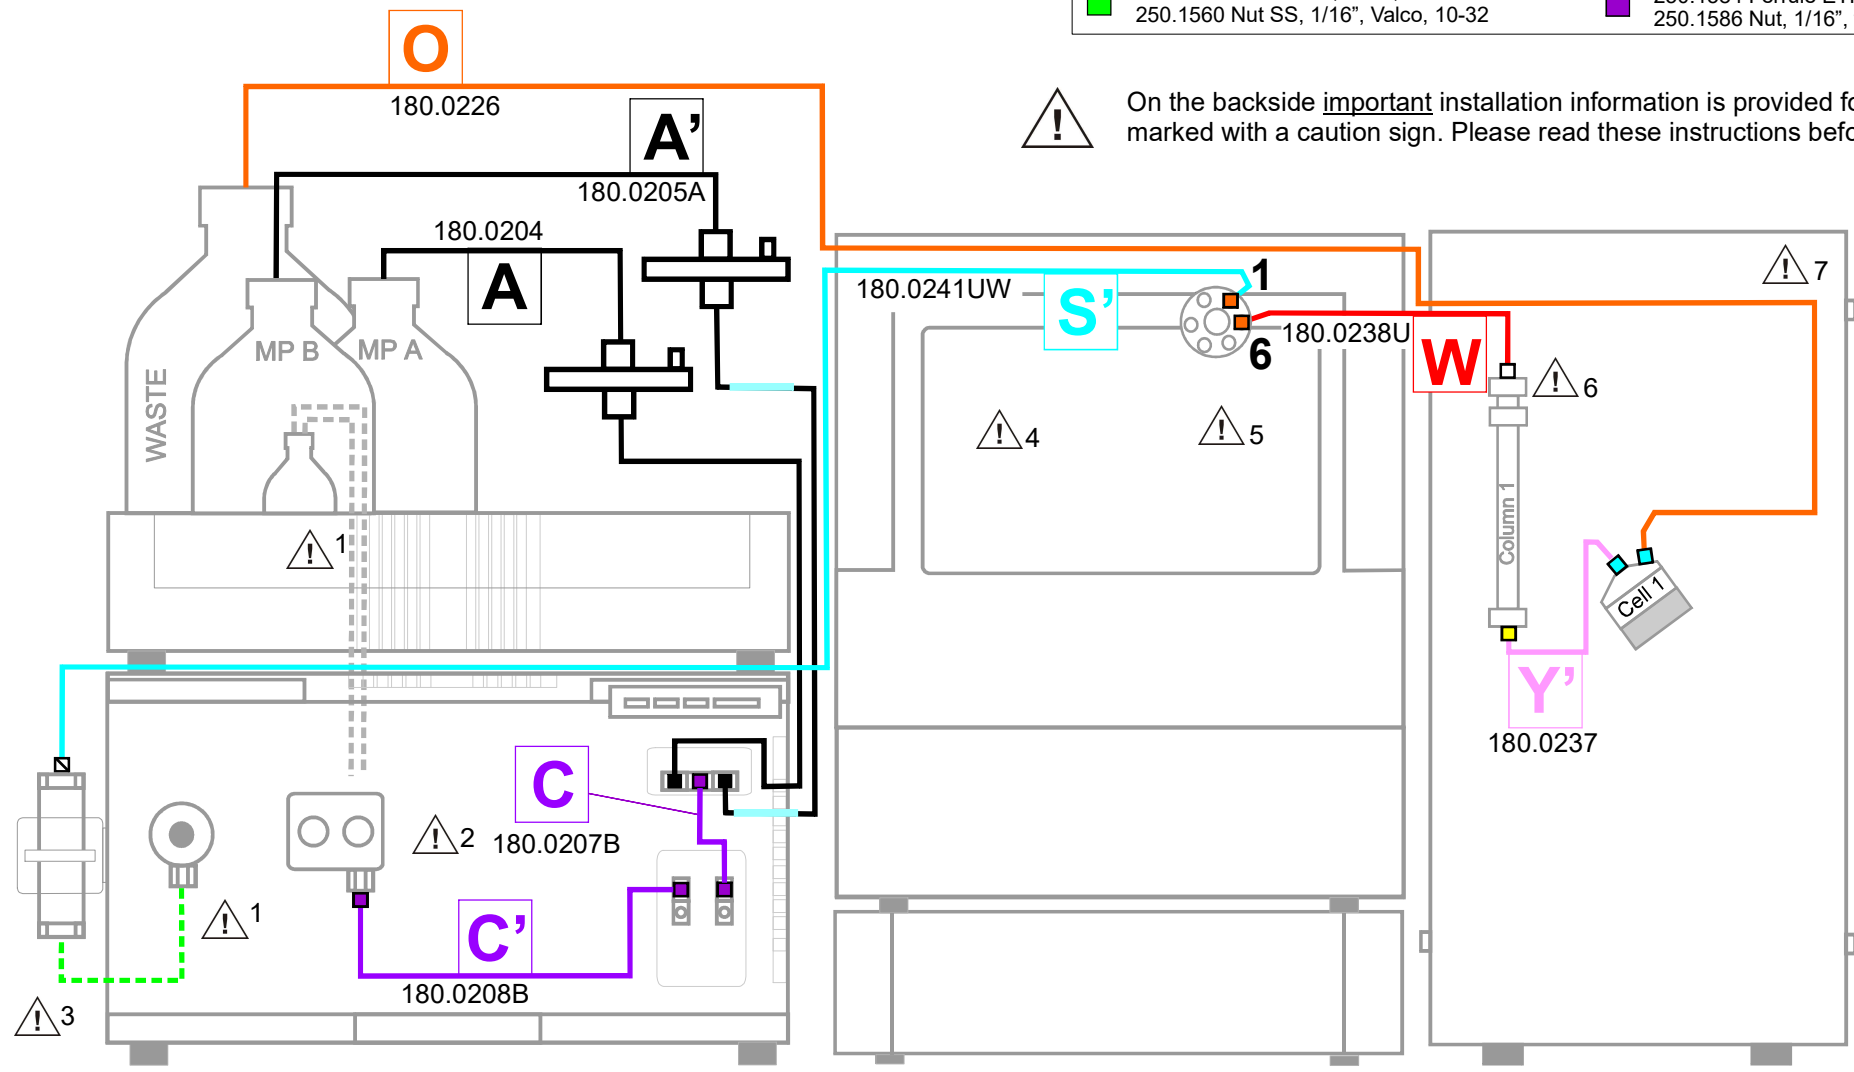 250.1560 Nut SS, 1/16”, Valco, 10-32
250.1586 Nut, 1/16”,
O
180.0226
On the backside important installation information is provided
marked with a caution sign. Please read these instructions
A’
180.0205A
180.0204
A
WASTE
MP B
MP A
180.0241UW
S’
1
6
180.0238U
W
7
6
4
5
Column 1
Cell 1
Y’
180.0237
1
C
180.0207B
2
1
C’
180.0208B
3